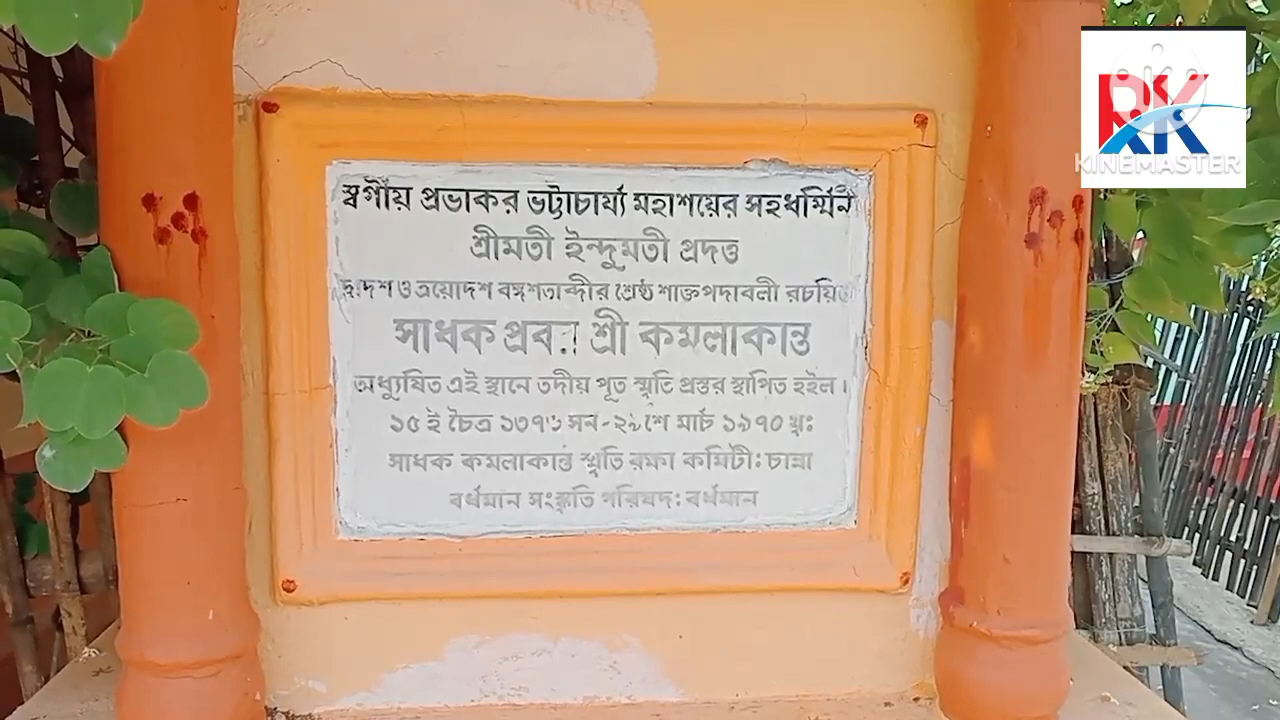 স্বর্গীয় প্রভাকর ভট্টাচার্য্য মহাশয়ের সহধর্ম্মিনী
শ্রীমতী ইন্দুমতী প্রদত্ত
দ্বাদশ ও ত্রয়োদশ বঙ্গশতাব্দীর শ্রেষ্ঠ শাক্তপদাবলী রচয়িতা
সাধক শ্রী কমলাকান্ত
অধ্যুষিত এই স্থানে তদীয় পূত স্মৃতি প্রস্তর স্থাপিত হইল।
১৫ই চৈত্র ১৩৭৬ সন-২৯শে মার্চ ১৯৭০ খৃঃ
সাধক কমলাকান্ত স্মৃতি রক্ষা কমিটী: চান্না
বর্ধমান সংস্কৃতি পরিষদ: বর্ধমান
RK
KINEMASTER